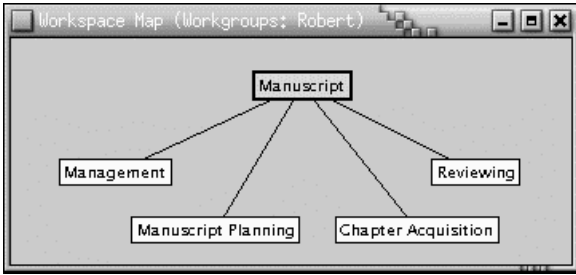 Workspace Map (Workgroups: Robert)
Manuscript
Management
Reviewing
Manuscript Planning
Chapter Acquisition